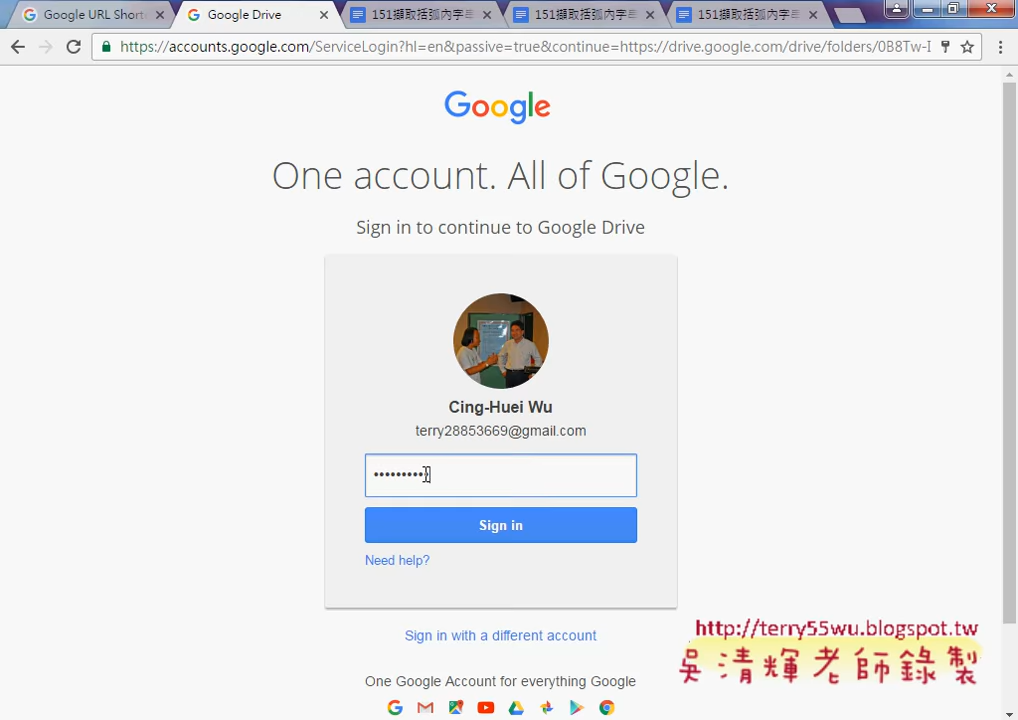 Google URL Short
Google Drive
151擷取括弧內字串
151擷取括弧內字串
151擷取括弧內字串
https://accounts.google.com/ServiceLogin?hl=en&passive=true&continue=https://drive.google.com/drive/folders/0B8Tw-I
Google
One account. All of Google.
Sign in to continue to Google Drive
Cing-Huei Wu
terry28853669@gmail.com
Sign in
Need help?
Sign in with a different account
One Google Account for everything Google
http://terry55wu.blogspot.tw
吳清輝老師錄製